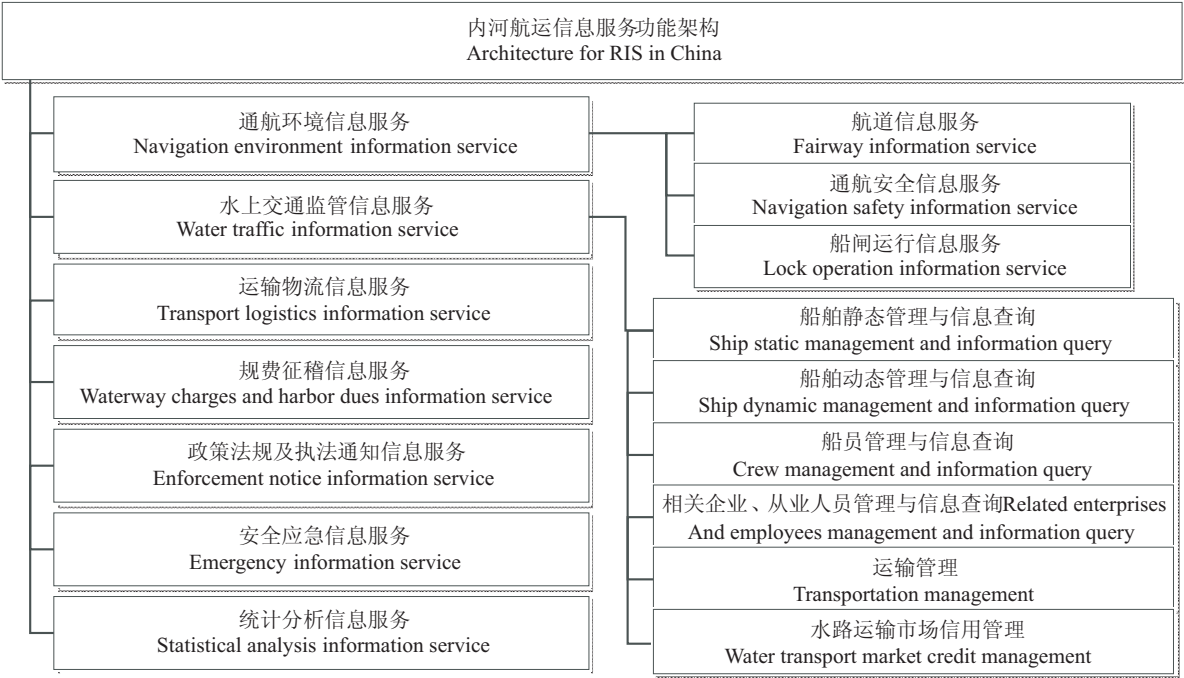 内河航运信息服务功能架构
Architecture for RIS in China
通航环境信息服务
Navigation environment information service
水上交通监管信息服务
Water traffic information service
运输物流信息服务
Transport logistics information service
规费征稽信息服务
Waterway charges and harbor dues information service
政策法规及执法通知信息服务
Enforcement notice information service
安全应急信息服务
Emergency information service
统计分析信息服务
Statistical analysis information service
航道信息服务
Fairway information service
通航安全信息服务
Navigation safety information service
船闸运行信息服务
Lock operation information service
船舶静态管理与信息查询
Ship static management and information query
船舶动态管理与信息查询
Ship dynamic management and information query
船员管理与信息查询
Crew management and information query
相关企业、从业人员管理与信息查询Related enterprises
And employees management and information query
运输管理
Transportation management
水路运输市场信用管理
Water transport market credit management